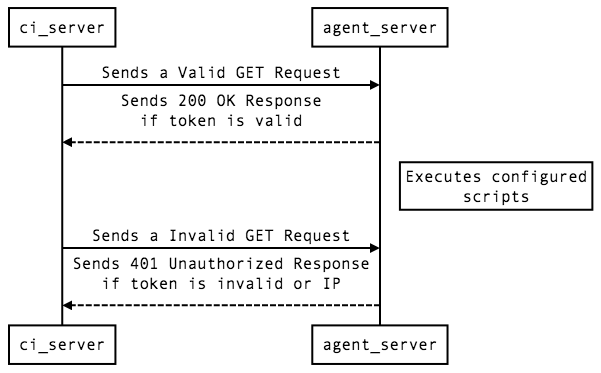 ci_server
agent_server
Sends a Valid GET Request
Sends 200 OK Response
if token is valid
Executes configured
scripts
Sends a Invalid GET Request
Sends 401 Unauthorized Response
if token is invalid or IP
ci_server
agent_server